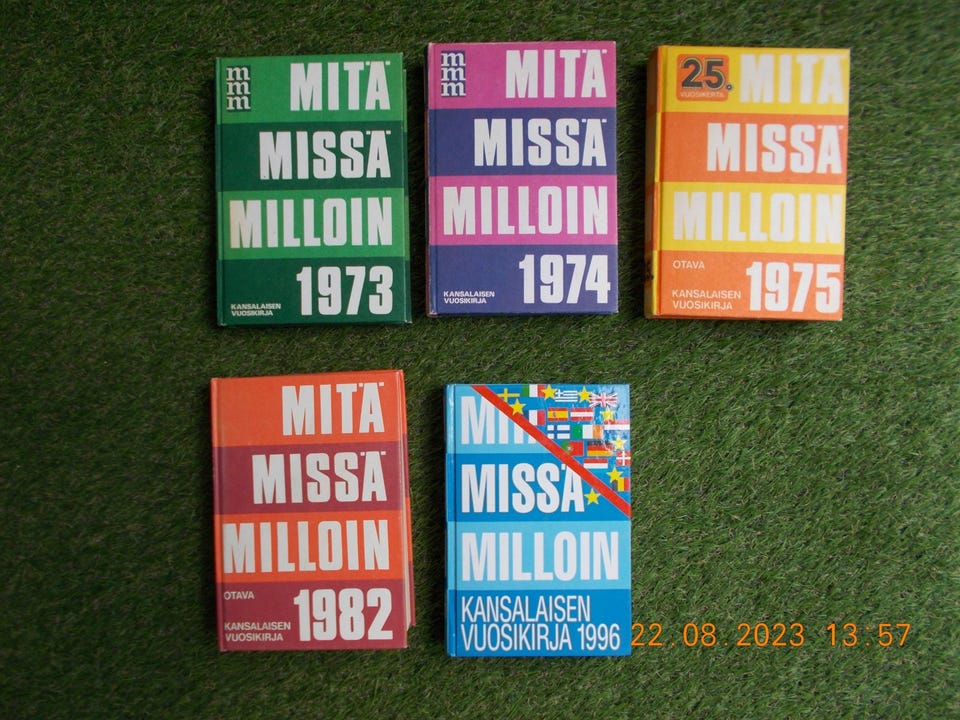 m
m
m
MITÄ
MISSÄ
MILLOIN
1973
KANSALAISEN
VUOSIKIRJA
m
m
m
MITÄ
MISSÄ
MILLOIN
1974
KANSALAISEN
VUOSIKIRJA
25.
VUOSIKERTA
MITÄ
MISSÄ
MILLOIN
OTAVA
1975
KANSALAISEN
VUOSIKIRJA
MITÄ
MISSÄ
MILLOIN
OTAVA
1982
KANSALAISEN
VUOSIKIRJA
MI
MISSÄ
MILLOIN
KANSALAISEN
VUOSIKIRJA 1996
22.08.2023 13:57